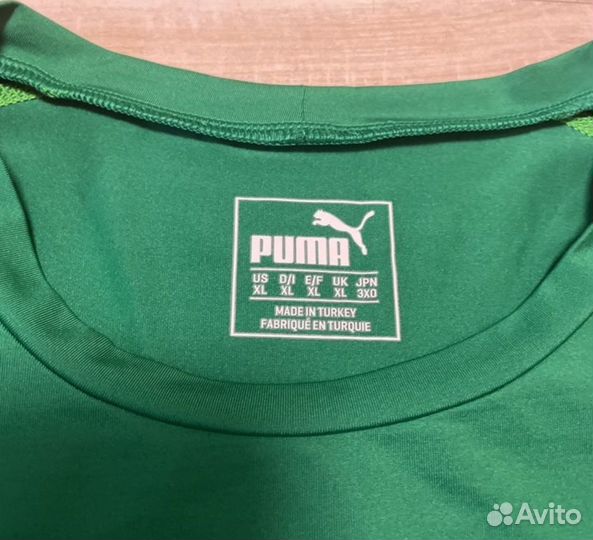 PUMA
US D/I E/F UK JPN
XL XL XL XL 3XO
MADE IN TURKEY
FABRIQUÉ EN TURQUIE
Avito